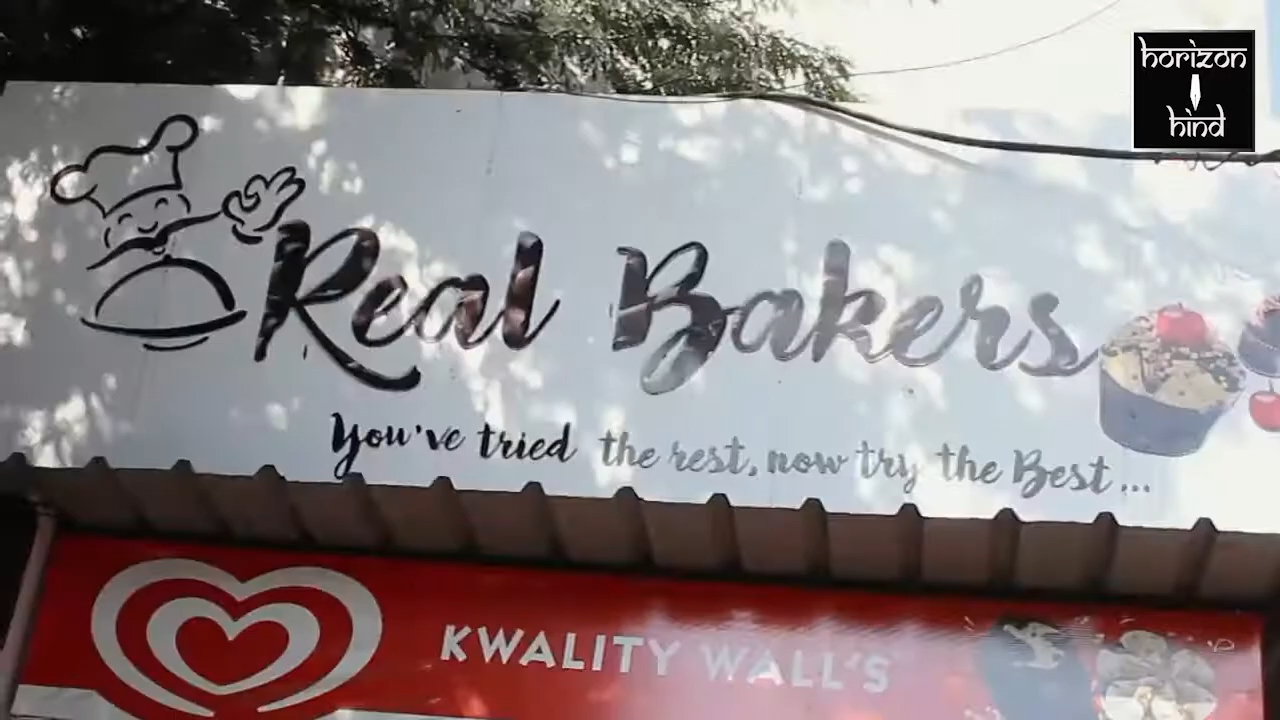 horizon
hind
Real Bakers
You've tried the rest, now try the Best...
KWALITY WALL'S